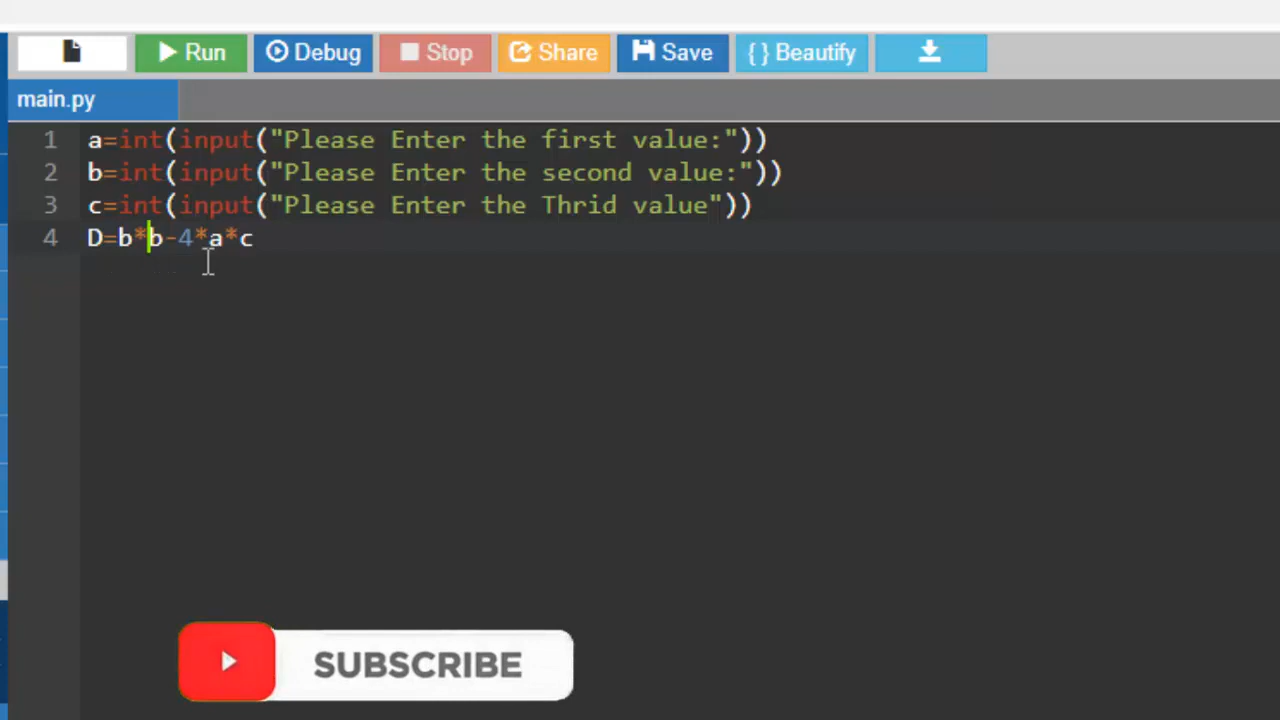 Run Debug Stop Share Save { } Beautify
main.py
1 a=int(input("Please Enter the first value:"))
2 b=int(input("Please Enter the second value:"))
3 c=int(input("Please Enter the Thrid value"))
4 D=b*b-4*a*c
SUBSCRIBE